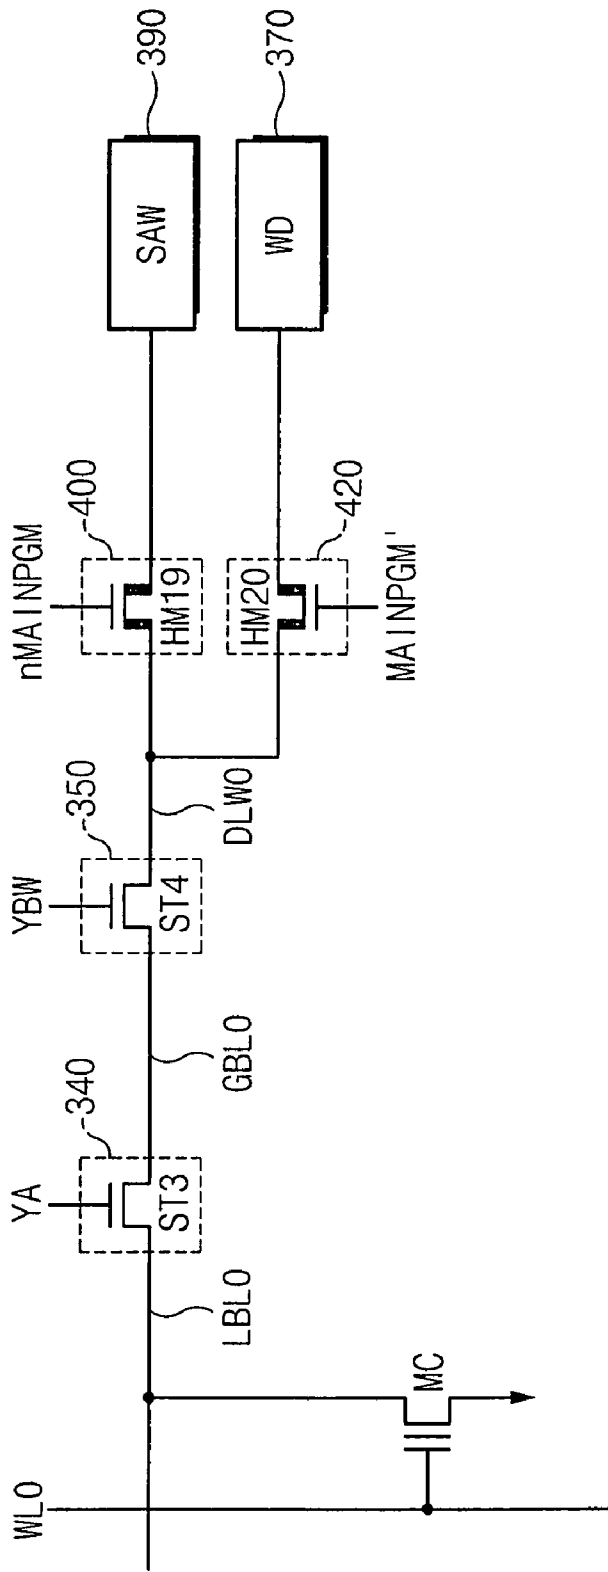 WL0
MC
LBL0
YA
340
ST3
GBL0
YBW
350
ST4
DLW0
nMAINPGM
400
HM19
HM20
420
MAINPGM'
SAW
390
WD
370